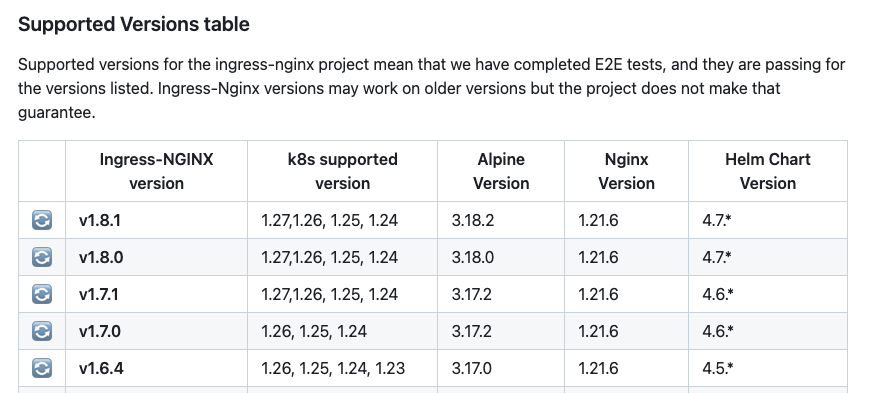 Supported Versions table
Supported versions for the ingress-nginx project mean that we have completed E2E tests, and they are passing for
the versions listed. Ingress-Nginx versions may work on older versions but the project does not make that
guarantee.
Ingress-NGINX version k8s supported version Alpine Version Nginx Version Helm Chart Version
v1.8.1 1.27,1.26, 1.25, 1.24 3.18.2 1.21.6 4.7.*
v1.8.0 1.27,1.26, 1.25, 1.24 3.18.0 1.21.6 4.7.*
v1.7.1 1.27,1.26, 1.25, 1.24 3.17.2 1.21.6 4.6.*
v1.7.0 1.26, 1.25, 1.24 3.17.2 1.21.6 4.6.*
v1.6.4 1.26, 1.25, 1.24, 1.23 3.17.0 1.21.6 4.5.*